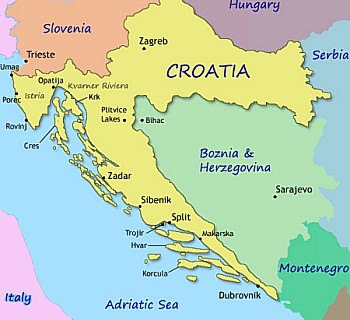 Hungary
Slovenia
Zagreb
Serbia
Trieste
Umag
Opatija
Kvarner Riviera
CROATIA
Porec
Istria
Krk
Plitvice
Lakes
Bihac
Rovinj
Cres
Boznia &
Herzegovina
Zadar
Sarajevo
Sibenik
Split
Trojir
Makarska
Hvar
Korcula
Montenegro
Dubrovnik
Italy
Adriatic Sea